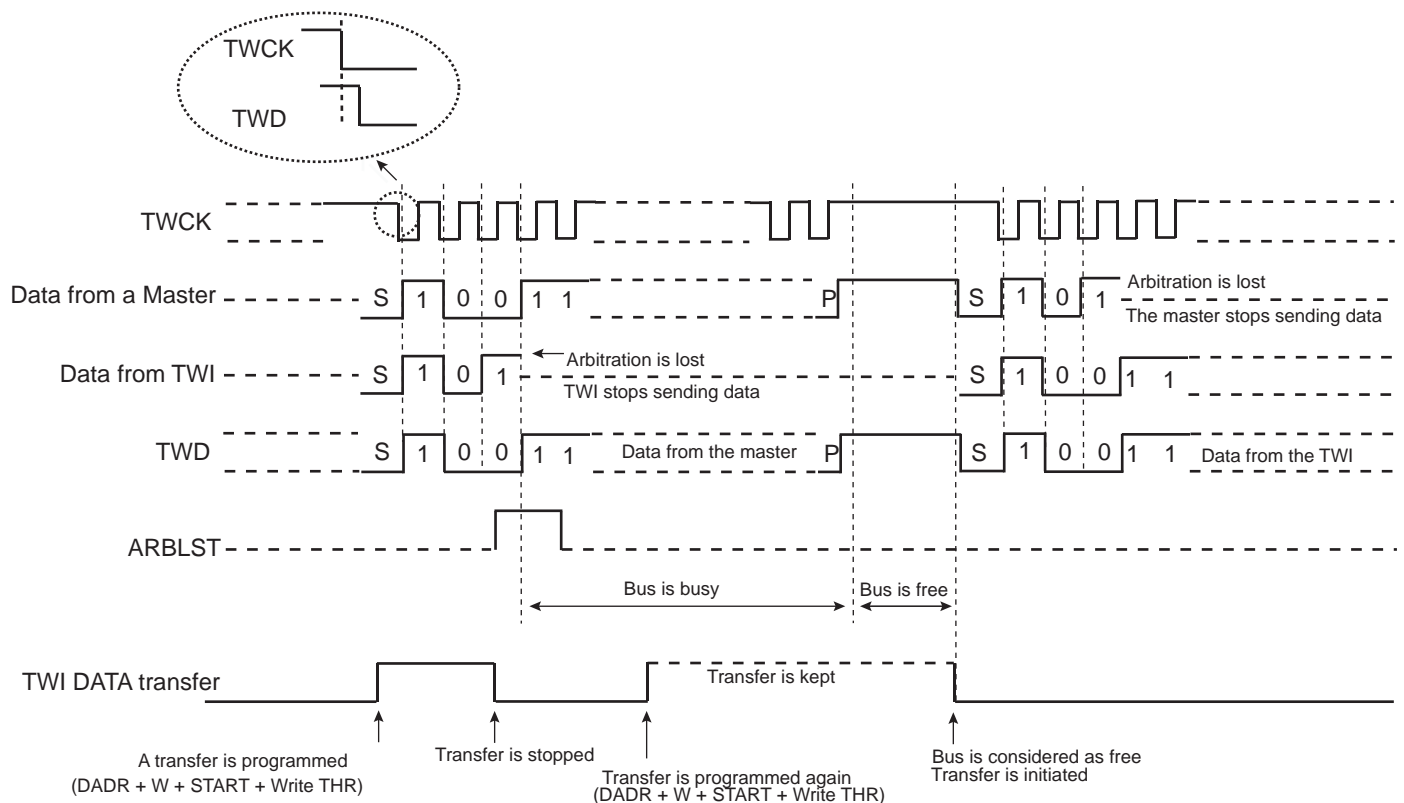 TWCK
TWD
TWCK
Data from a Master S 1 0 0 1 1 P S 1 0 1 Arbitration is lost
The master stops sending data
Data from TWI S 1 0 1 Arbitration is lost S 1 0 0 1 1
TWI stops sending data
TWD S 1 0 0 1 1 Data from the master P S 1 0 0 1 1 Data from the TWI
ARBLST
Bus is busy Bus is free
TWI DATA transfer Transfer is kept
A transfer is programmed
(DADR + W + START + Write THR)
Transfer is stopped
Transfer is programmed again
(DADR + W + START + Write THR)
Bus is considered as free
Transfer is initiated